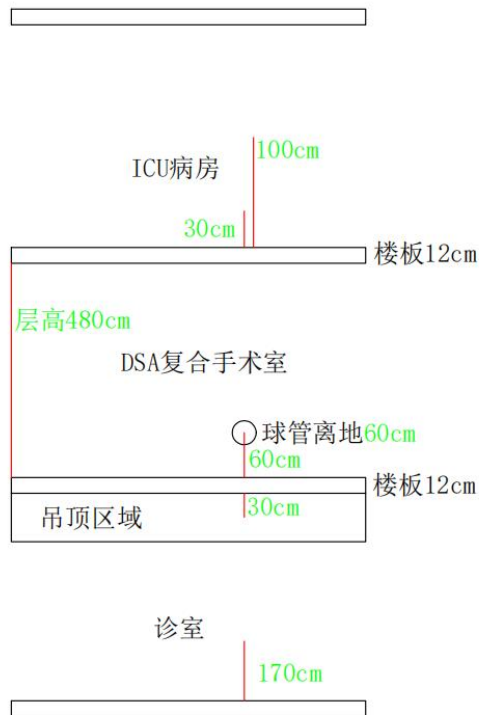 100cm
ICU病房
30cm
楼板12cm
层高480cm
DSA复合手术室
球管离地60cm
60cm
楼板12cm
30cm
吊顶区域
诊室
170cm